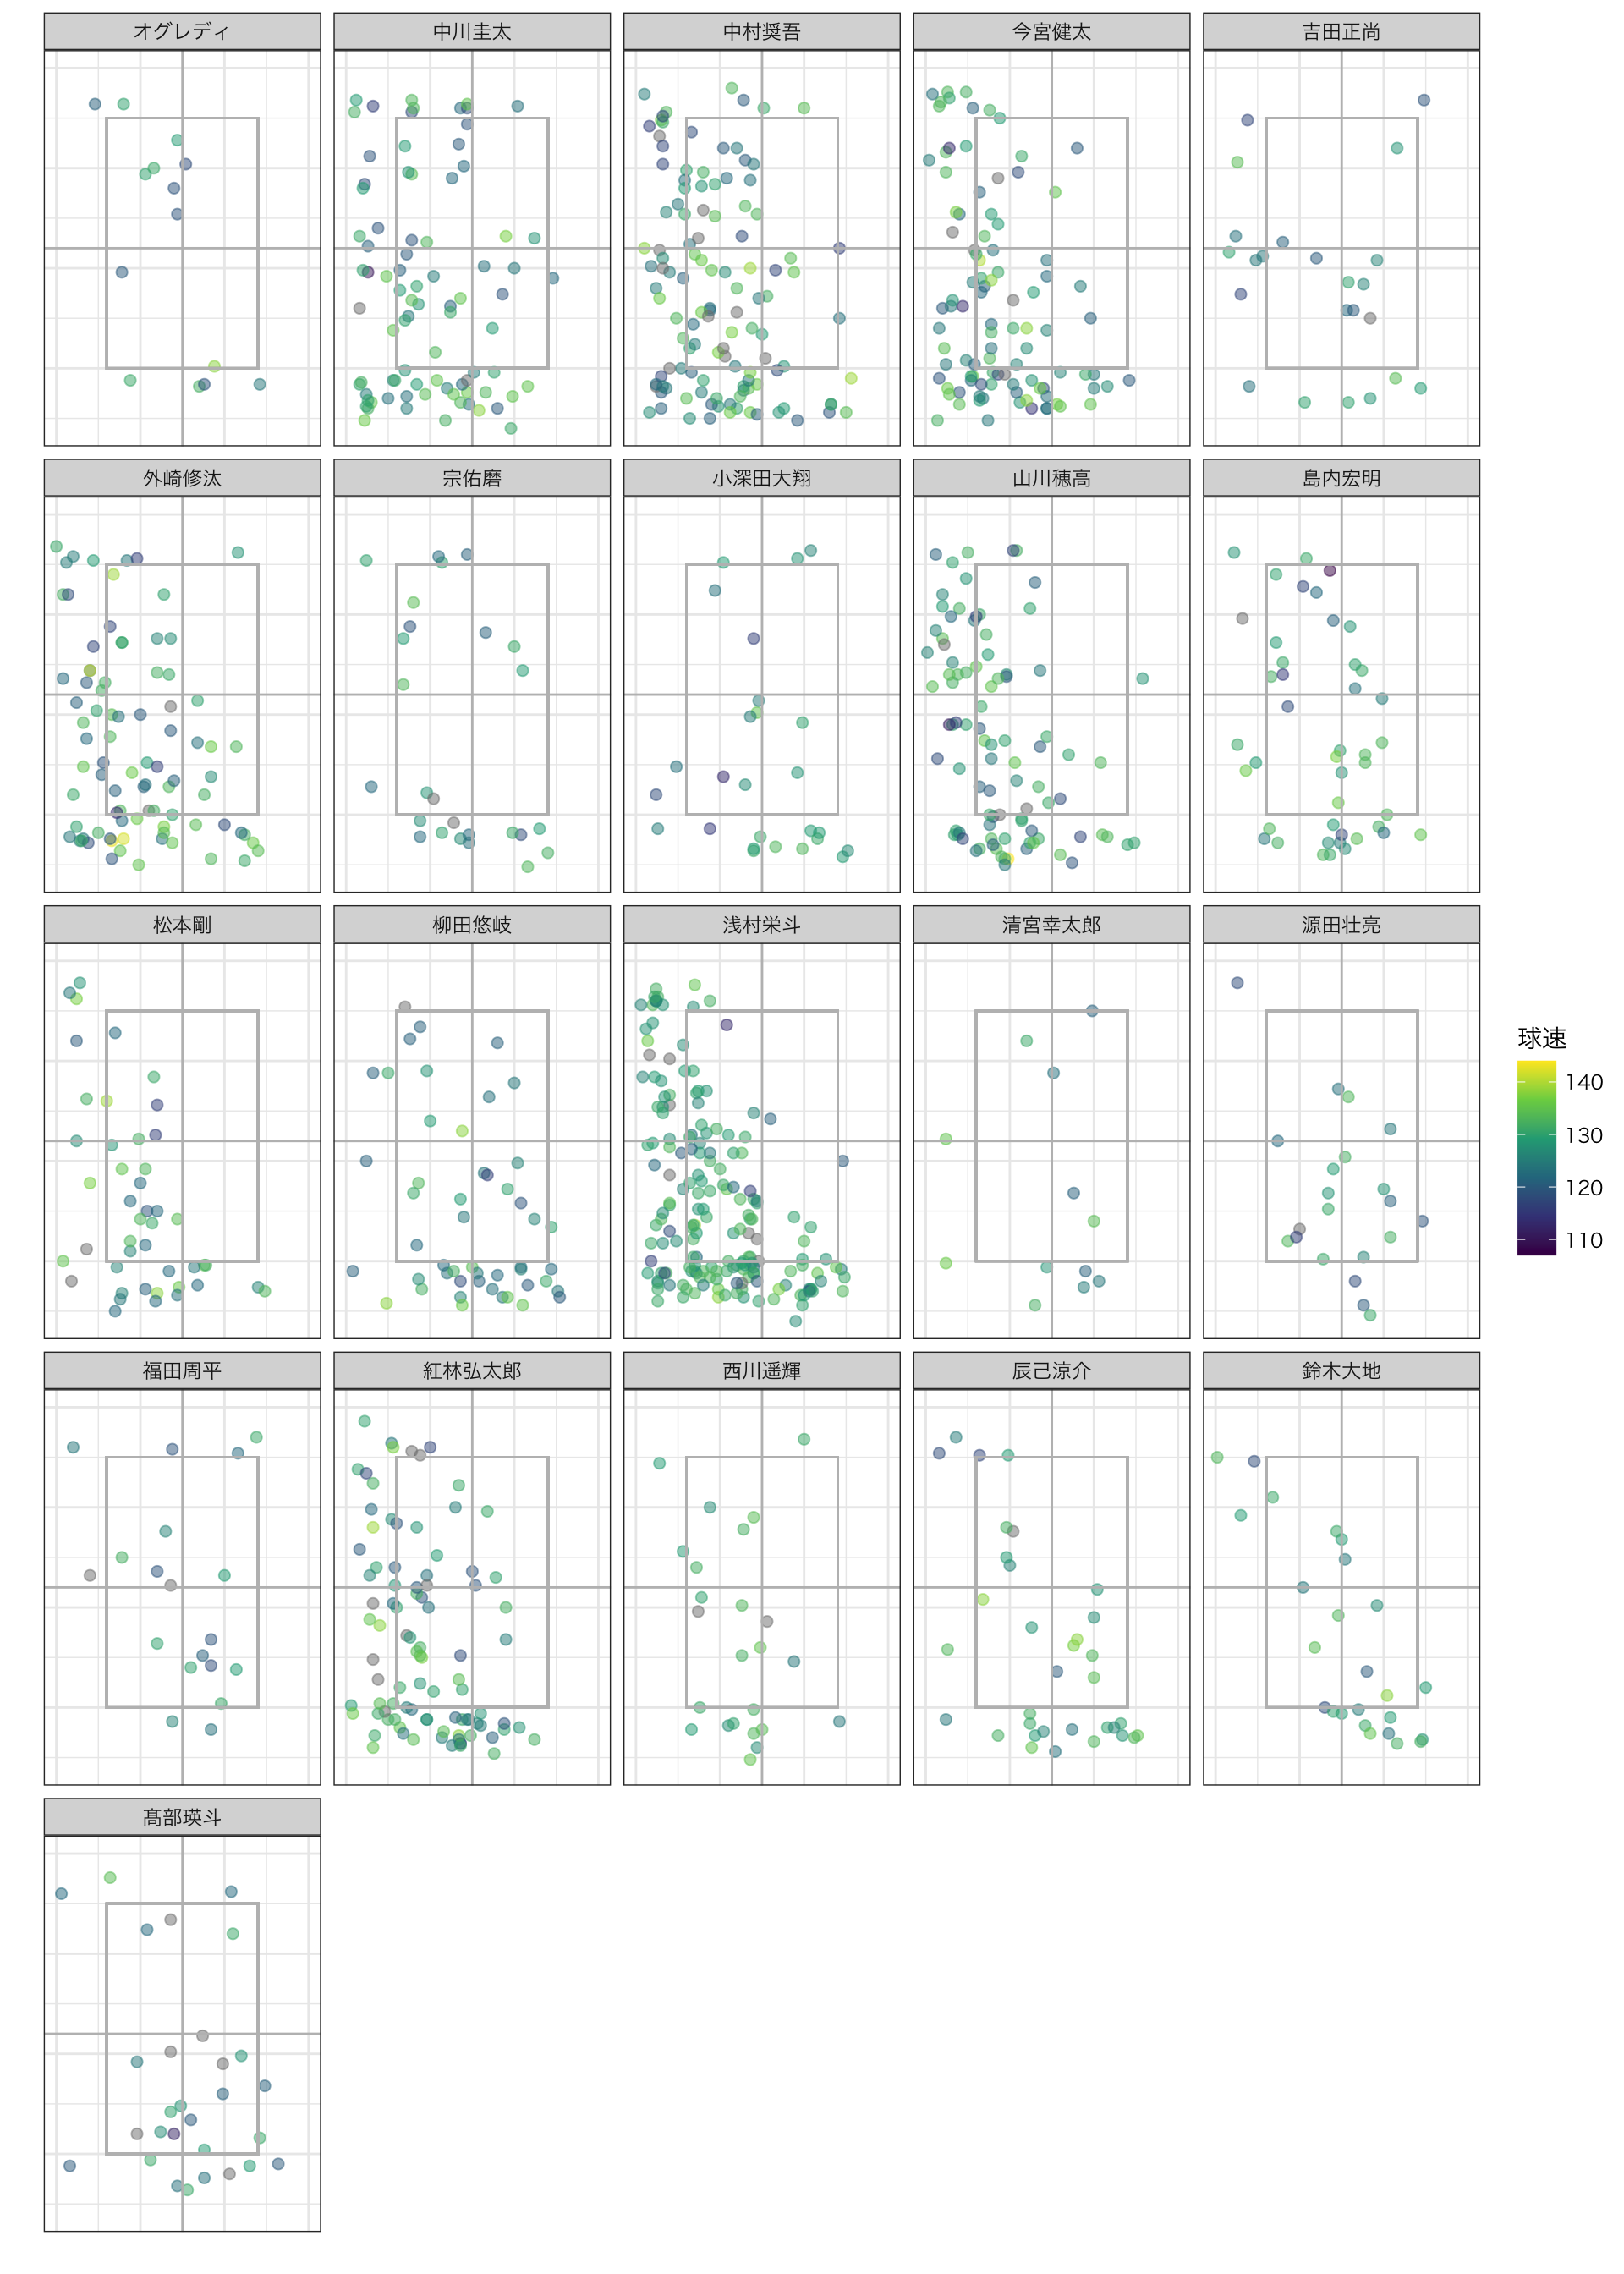 オグレディ
中川圭太
中村奨吾
今宮健太
吉田正尚
外崎修汰
宗佑磨
小深田大翔
山川穂高
島内宏明
松本剛
柳田悠岐
浅村栄斗
清宮幸太郎
源田壮亮
球速
140
130
120
110
福田周平
紅林弘太郎
西川遥輝
辰己涼介
鈴木大地
髙部瑛斗